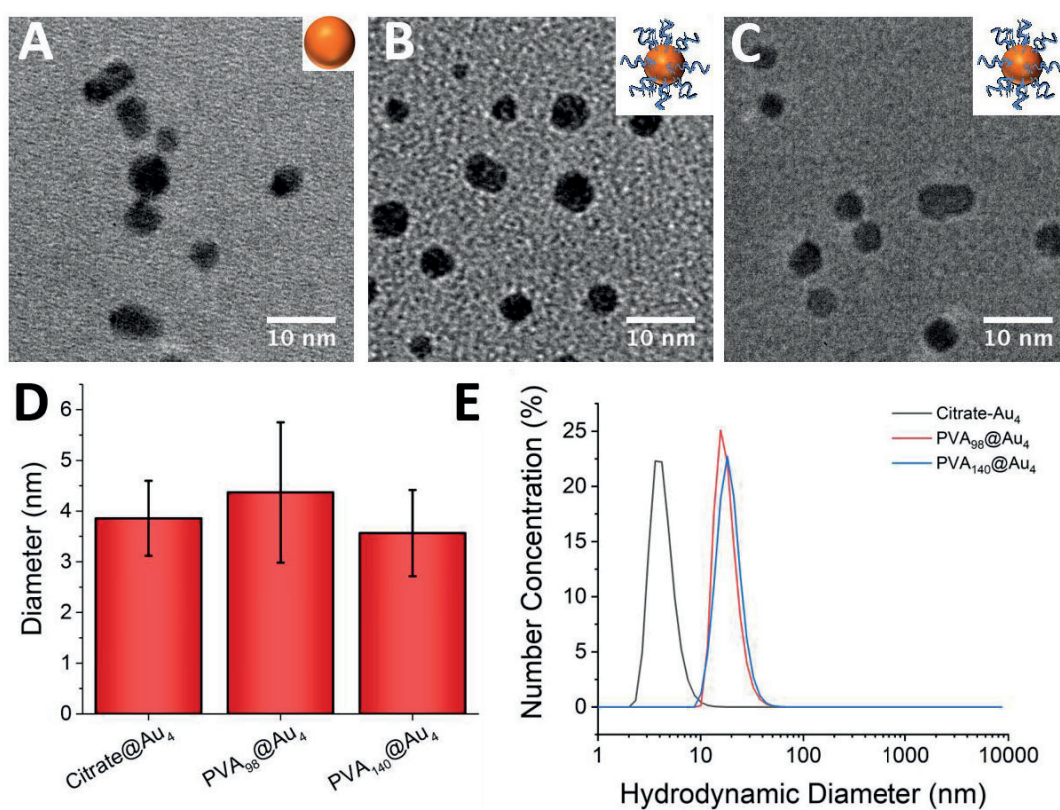 A
B
C
10 nm
10 nm
10 nm
D
Diameter (nm)
6
5
4
3
2
1
0
Citrate@Au₄
PVA₉₈@Au₄
PVA₁₄₀@Au₄
E
Number Concentration (%)
25
20
15
10
5
0
Citrate-Au₄
PVA₉₈@Au₄
PVA₁₄₀@Au₄
1 10 100 1000 10000
Hydrodynamic Diameter (nm)